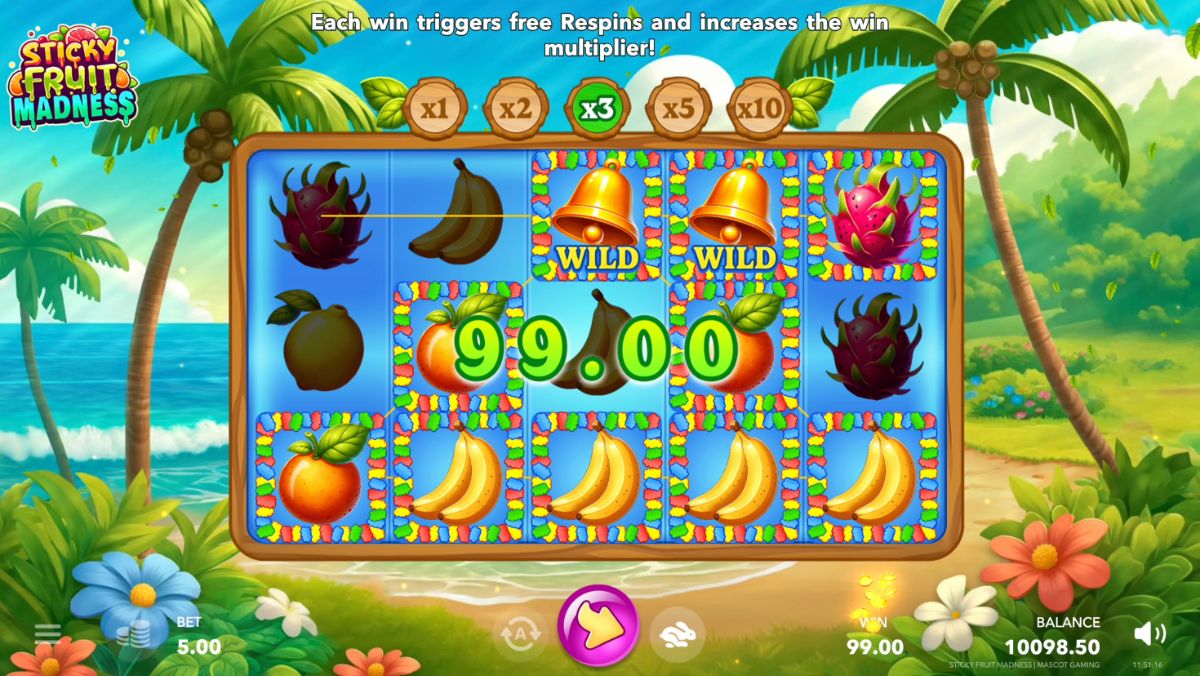 Each win triggers free Respins and increases the win
multiplier!
STICKY
FRUIT
MADNESS
x1 x2 x3 x5 x10
WILD WILD
99.00
A
BET
5.00
WIN
99.00
BALANCE
10098.50
STICKY FRUIT MADNESS | MASCOT GAMING 11:51:16